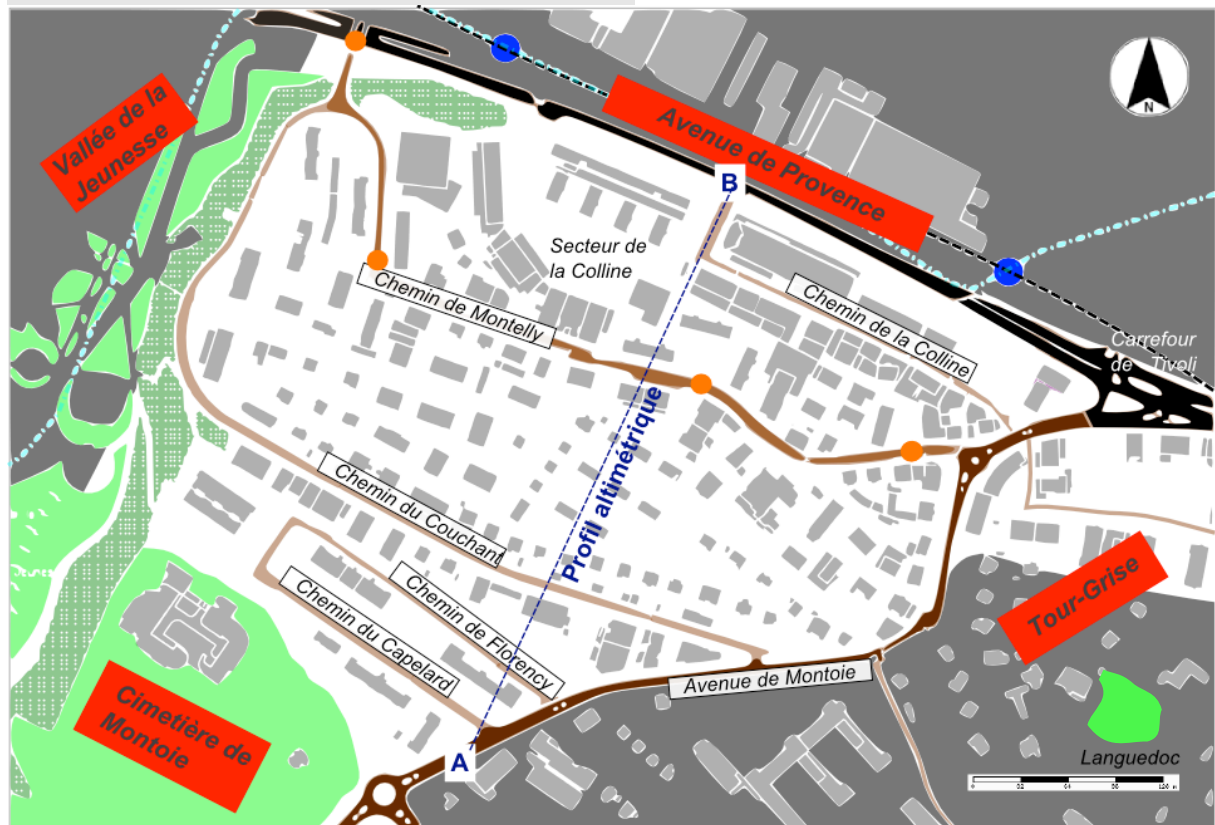 Vallée de la
Jeunesse
Avenue de Provence
N
B
Secteur de
la Colline
Chemin de Montelly
Chemin de la Colline
Carrefour
de Tivoli
Profil altimétrique
Chemin du Couchant
Chemin de Florency
Chemin du Capelard
Tour-Grise
Avenue de Montoie
Cimetière de
Montoie
A
Languedoc
0